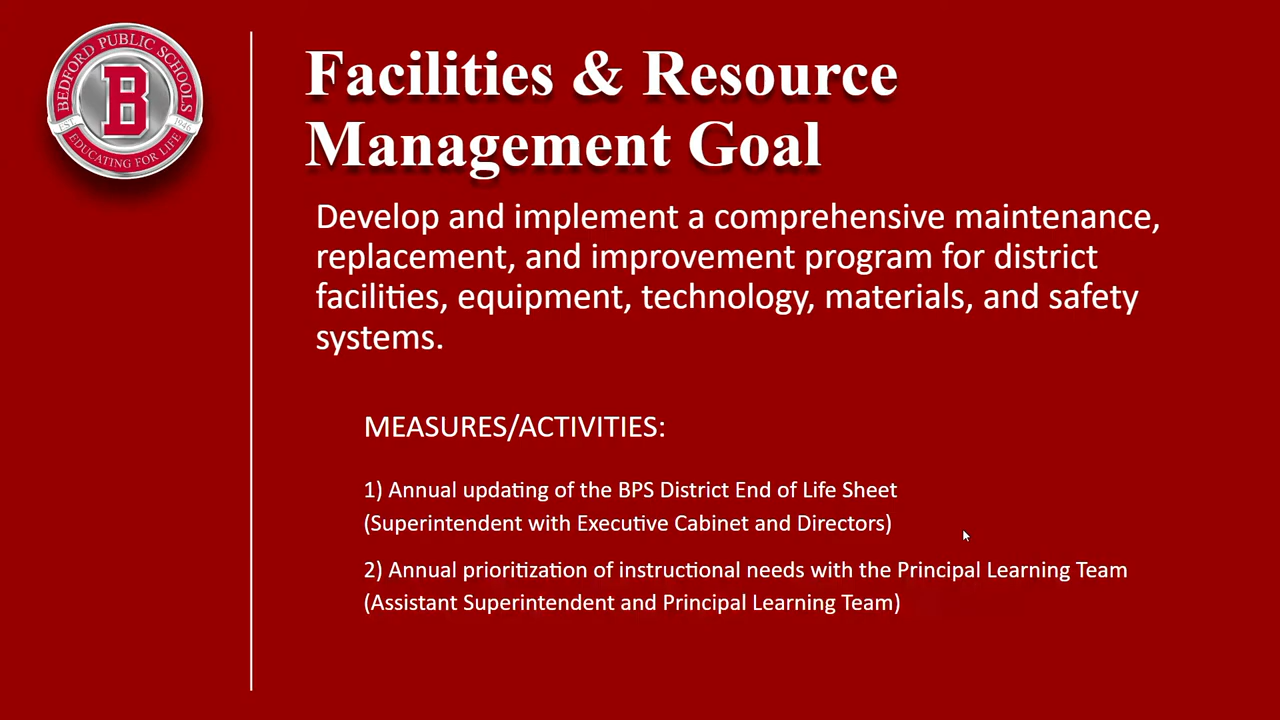 BEDFORD PUBLIC SCHOOLS
B
EST. 1946
EDUCATING FOR LIFE
Facilities & Resource
Management Goal
Develop and implement a comprehensive maintenance,
replacement, and improvement program for district
facilities, equipment, technology, materials, and safety
systems.
MEASURES/ACTIVITIES:
1) Annual updating of the BPS District End of Life Sheet
(Superintendent with Executive Cabinet and Directors)
2) Annual prioritization of instructional needs with the Principal Learning Team
(Assistant Superintendent and Principal Learning Team)